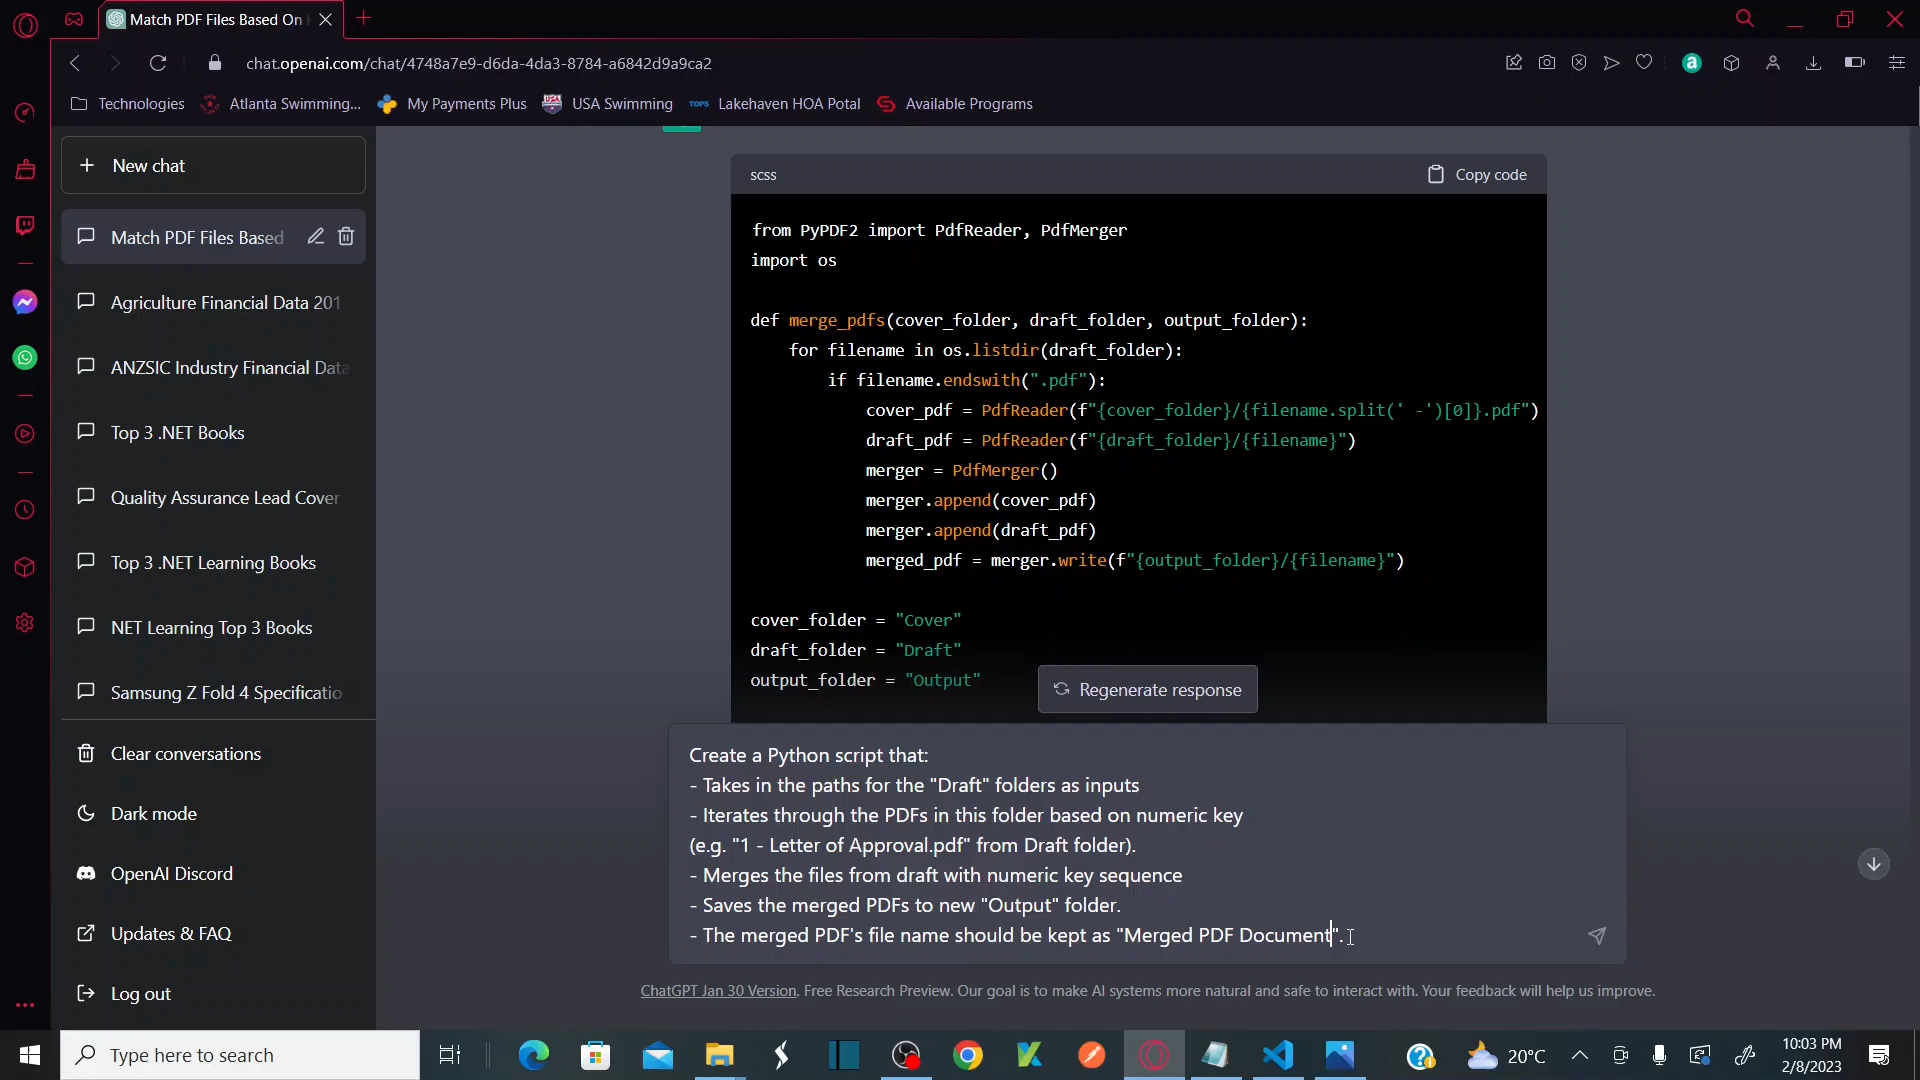 Match PDF Files Based On
chat.openai.com/chat/4748a7e9-d6da-4da3-8784-a6842d9a9ca2
Technologies
Atlanta Swimming...
My Payments Plus
USA Swimming
TOPS
Lakehaven HOA Potal
Available Programs
New chat
Match PDF Files Based
Agriculture Financial Data 201
ANZSIC Industry Financial Data
Top 3 .NET Books
Quality Assurance Lead Cover
Top 3 .NET Learning Books
NET Learning Top 3 Books
Samsung Z Fold 4 Specificatio
Clear conversations
Dark mode
OpenAI Discord
Updates & FAQ
Log out
scss
Copy code
from PyPDF2 import PdfReader, PdfMerger
import os
def merge_pdfs(cover_folder, draft_folder, output_folder):
for filename in os.listdir(draft_folder):
if filename.endswith(".pdf"):
cover_pdf = PdfReader(f"{cover_folder}/{filename.split(' -')[0]}.pdf")
draft_pdf = PdfReader(f"{draft_folder}/{filename}")
merger = PdfMerger()
merger.append(cover_pdf)
merger.append(draft_pdf)
merged_pdf = merger.write(f"{output_folder}/{filename}")
cover_folder = "Cover"
draft_folder = "Draft"
output_folder = "Output"
Regenerate response
Create a Python script that:
- Takes in the paths for the "Draft" folders as inputs
- Iterates through the PDFs in this folder based on numeric key
(e.g. "1 - Letter of Approval.pdf" from Draft folder).
- Merges the files from draft with numeric key sequence
- Saves the merged PDFs to new "Output" folder.
- The merged PDF's file name should be kept as "Merged PDF Document".
ChatGPT Jan 30 Version. Free Research Preview. Our goal is to make AI systems more natural and safe to interact with. Your feedback will help us improve.
Type here to search
20°C
10:03 PM
2/8/2023